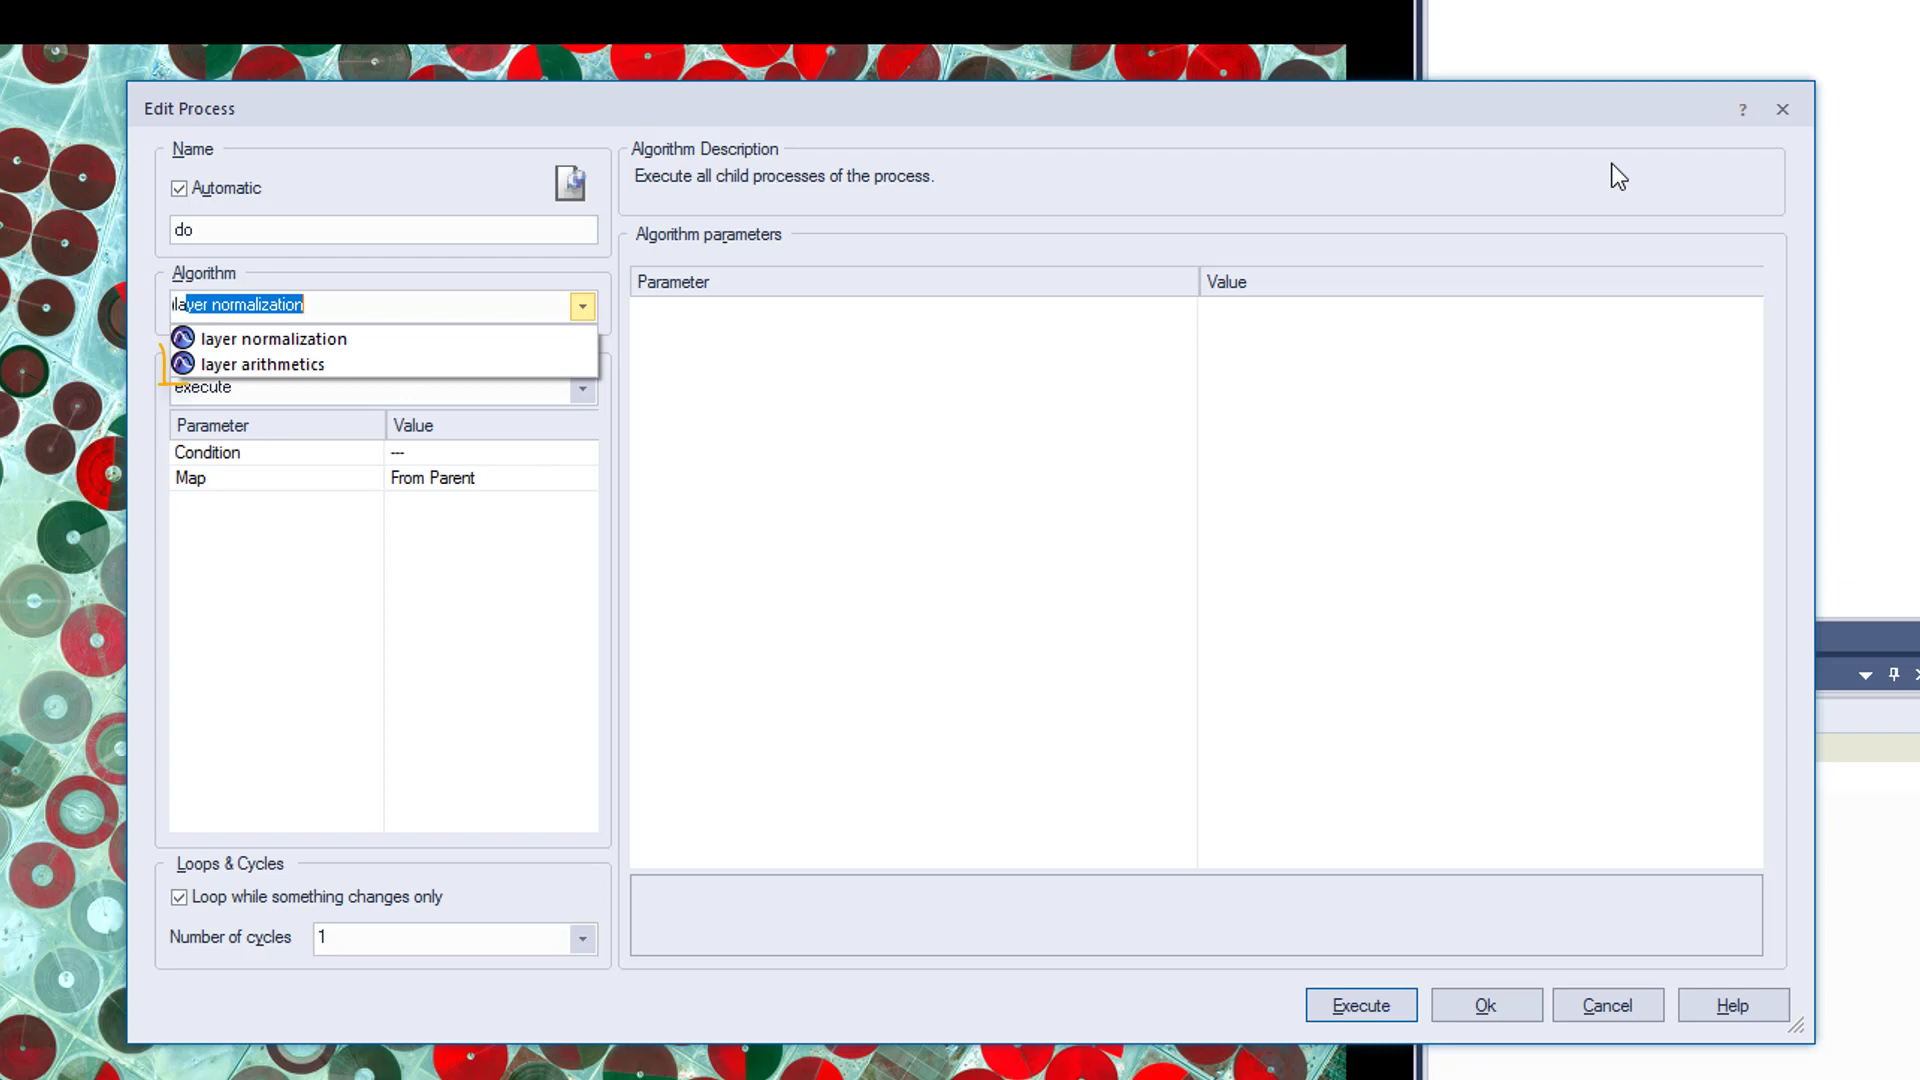 Edit Process
?
Name
Automatic
do
Algorithm
layer normalization
layer normalization
layer arithmetics
execute
Parameter Value
Condition ---
Map From Parent
Loops & Cycles
Loop while something changes only
Number of cycles 1
Algorithm Description
Execute all child processes of the process.
Algorithm parameters
Parameter Value
Execute Ok Cancel Help